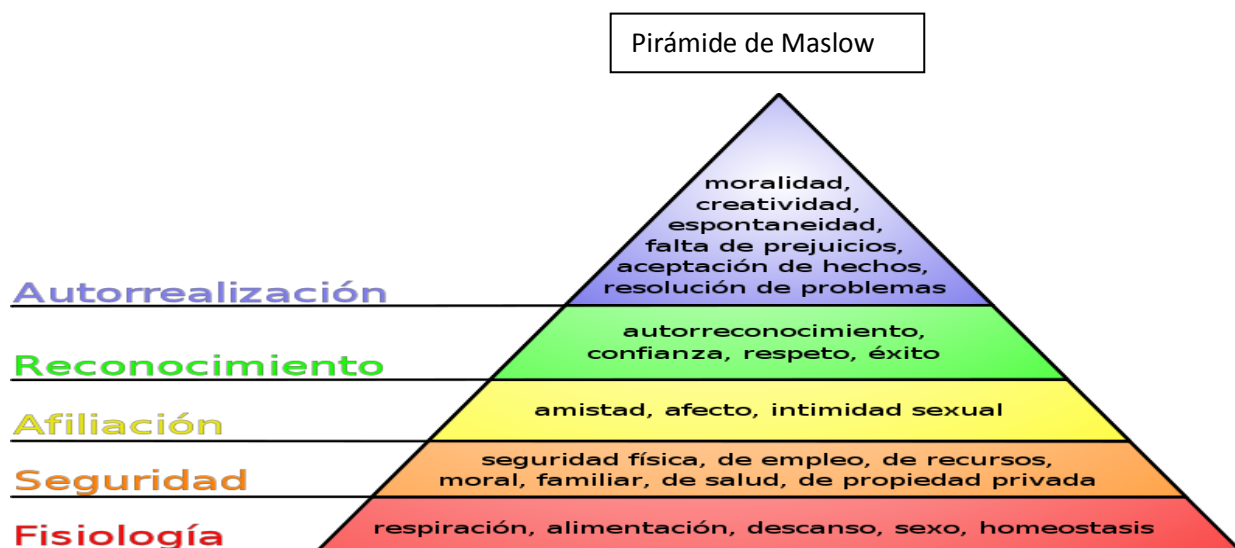 Pirámide de Maslow
moralidad,
creatividad,
espontaneidad,
falta de prejuicios,
aceptación de hechos,
resolución de problemas
Autorrealización
autorreconocimiento,
confianza, respeto, éxito
Reconocimiento
amistad, afecto, intimidad sexual
Afiliación
seguridad física, de empleo, de recursos,
moral, familiar, de salud, de propiedad privada
Seguridad
respiración, alimentación, descanso, sexo, homeostasis
Fisiología